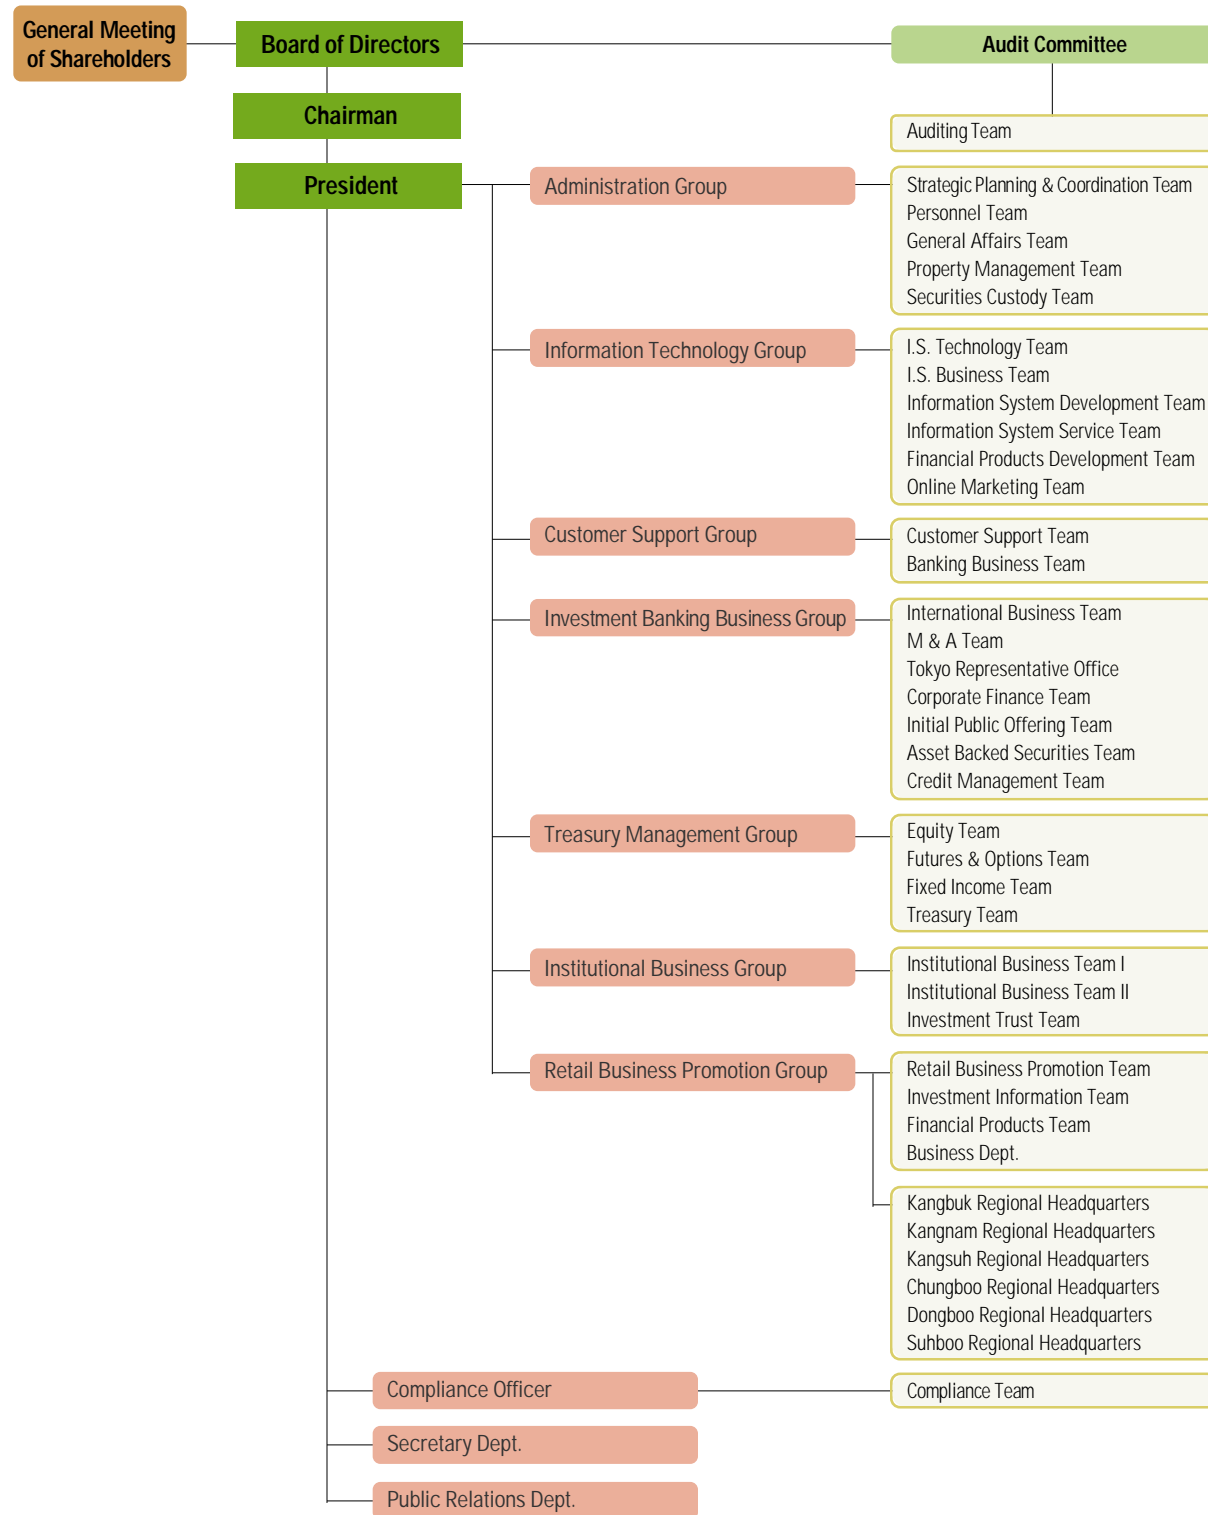 General Meeting
of Shareholders
Board of Directors
Audit Committee
Chairman
Auditing Team
President
Administration Group
Strategic Planning & Coordination Team
Personnel Team
General Affairs Team
Property Management Team
Securities Custody Team
Information Technology Group
I.S. Technology Team
I.S. Business Team
Information System Development Team
Information System Service Team
Financial Products Development Team
Online Marketing Team
Customer Support Group
Customer Support Team
Banking Business Team
Investment Banking Business Group
International Business Team
M & A Team
Tokyo Representative Office
Corporate Finance Team
Initial Public Offering Team
Asset Backed Securities Team
Credit Management Team
Treasury Management Group
Equity Team
Futures & Options Team
Fixed Income Team
Treasury Team
Institutional Business Group
Institutional Business Team I
Institutional Business Team II
Investment Trust Team
Retail Business Promotion Group
Retail Business Promotion Team
Investment Information Team
Financial Products Team
Business Dept.
Kangbuk Regional Headquarters
Kangnam Regional Headquarters
Kangsuh Regional Headquarters
Chungboo Regional Headquarters
Dongboo Regional Headquarters
Suhboo Regional Headquarters
Compliance Officer
Compliance Team
Secretary Dept.
Public Relations Dept.